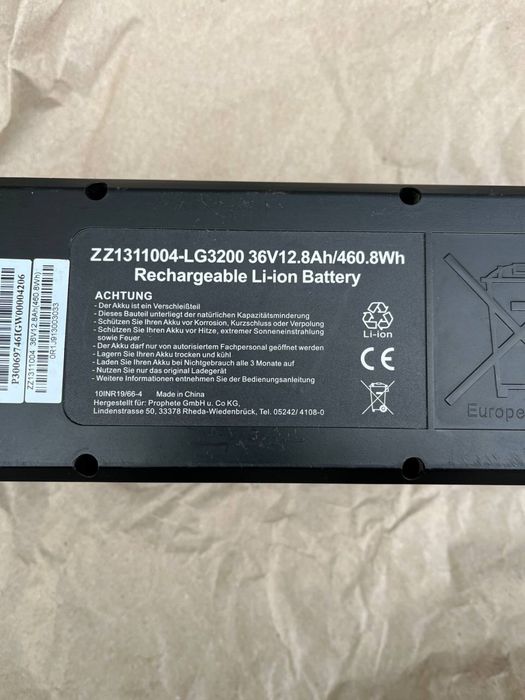 ZZ1311004-LG3200 36V12.8Ah/460.8Wh
Rechargeable Li-ion Battery
ACHTUNG
- Der Akku ist ein Verschleißteil
- Dieses Bauteil unterliegt der natürlichen Kapazitätsminderung
- Schützen Sie Ihren Akku vor Korrosion, Kurzschluss oder Verpolung
- Schützen Sie Ihren Akku vor Hitze, extremer Sonneneinstrahlung
sowie Feuer
- Der Akku darf nur von autorisiertem Fachpersonal geöffnet werden
- Lagern Sie Ihren Akku trocken und kühl
- Laden Sie Ihren Akku bei Nichtgebrauch alle 3 Monate auf
- Nutzen Sie nur das original Ladegerät
- Weitere Informationen entnehmen Sie der Bedienungsanleitung
10INR19/66-4 Made in China
Hergestellt für: Prophete GmbH u. Co KG,
Lindenstrasse 50, 33378 Rheda-Wiedenbrück, Tel. 05242/ 4108-0
Li-ion
CE
P30069746IGW00004206
ZZ1311004 36V12.8Ah(460.8Wh)
Europe